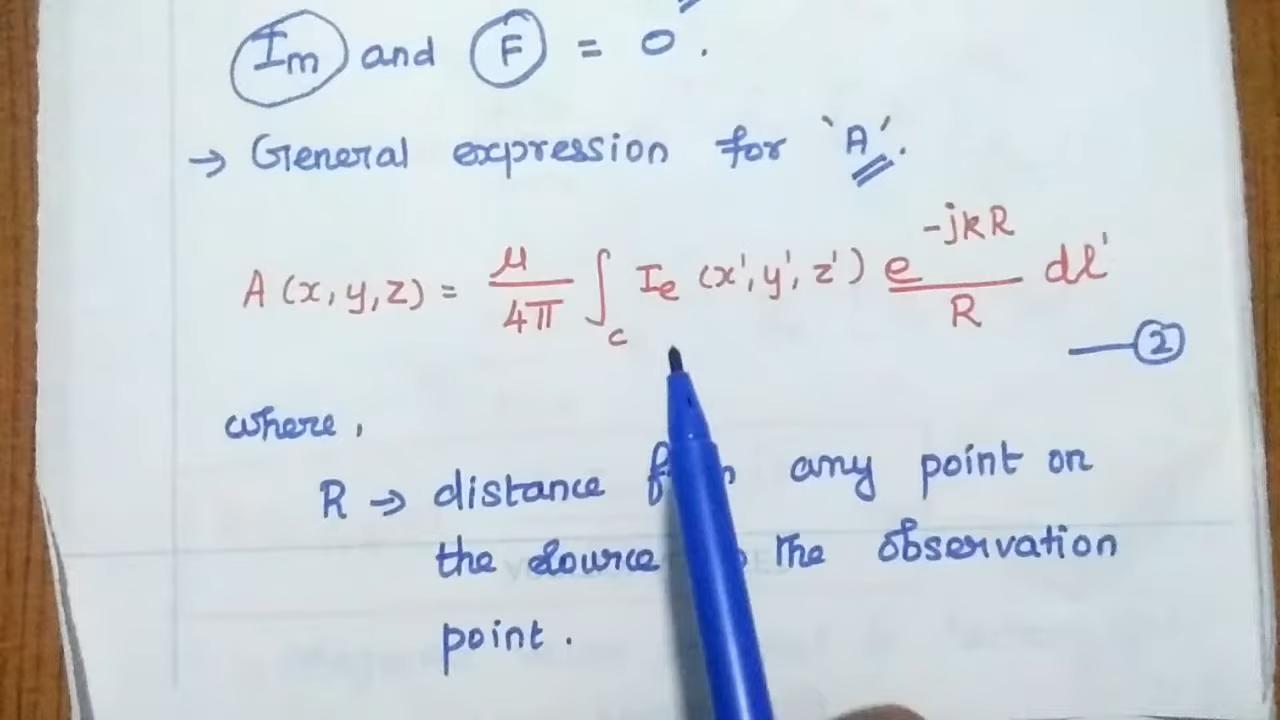 Im and F = 0.
→ General expression for 'A'.
A (x, y, z) = μ/4π ∫c Ie (x', y', z') e^-jkR/R dl'
— 2
where,
R → distance any point on
the source the observation
point.